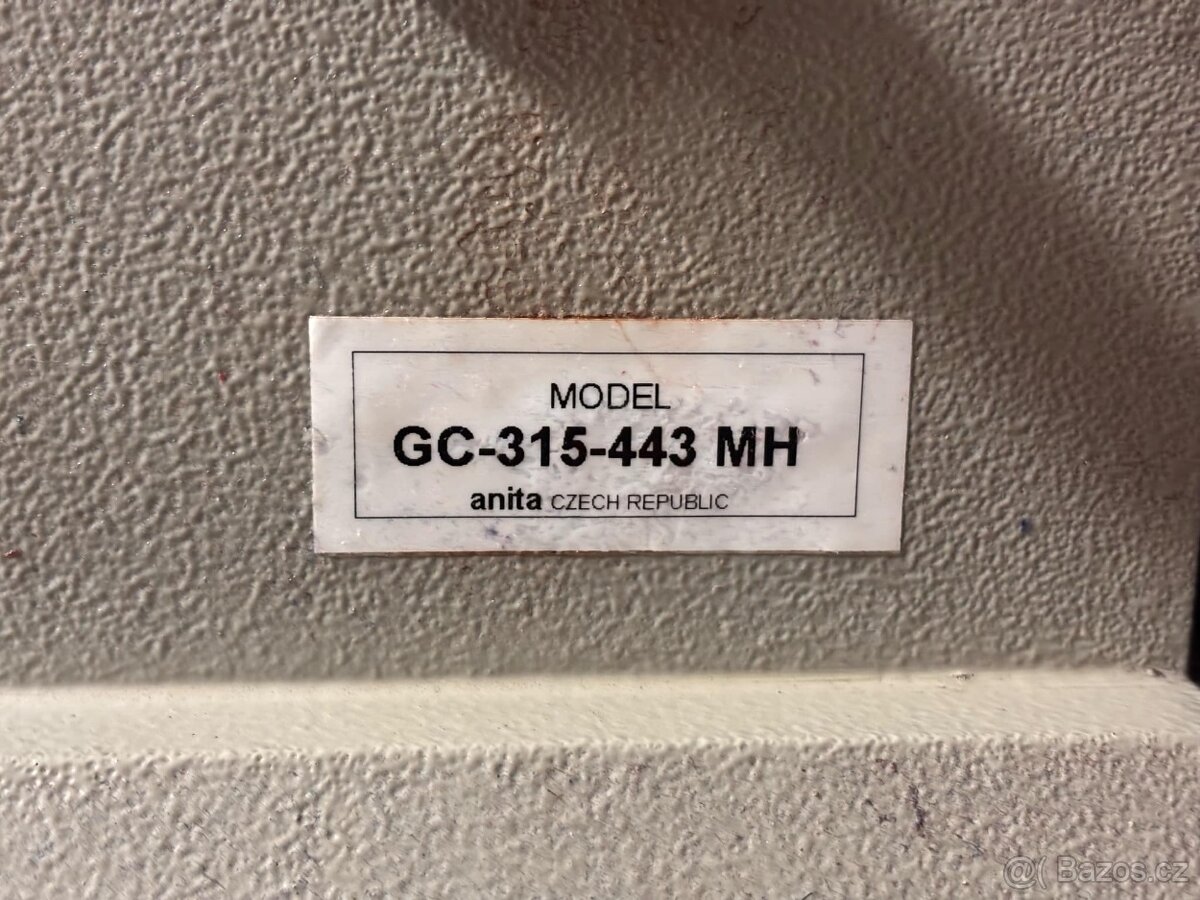 MODEL
GC-315-443 MH
anita CZECH REPUBLIC
@( Bazos.cz